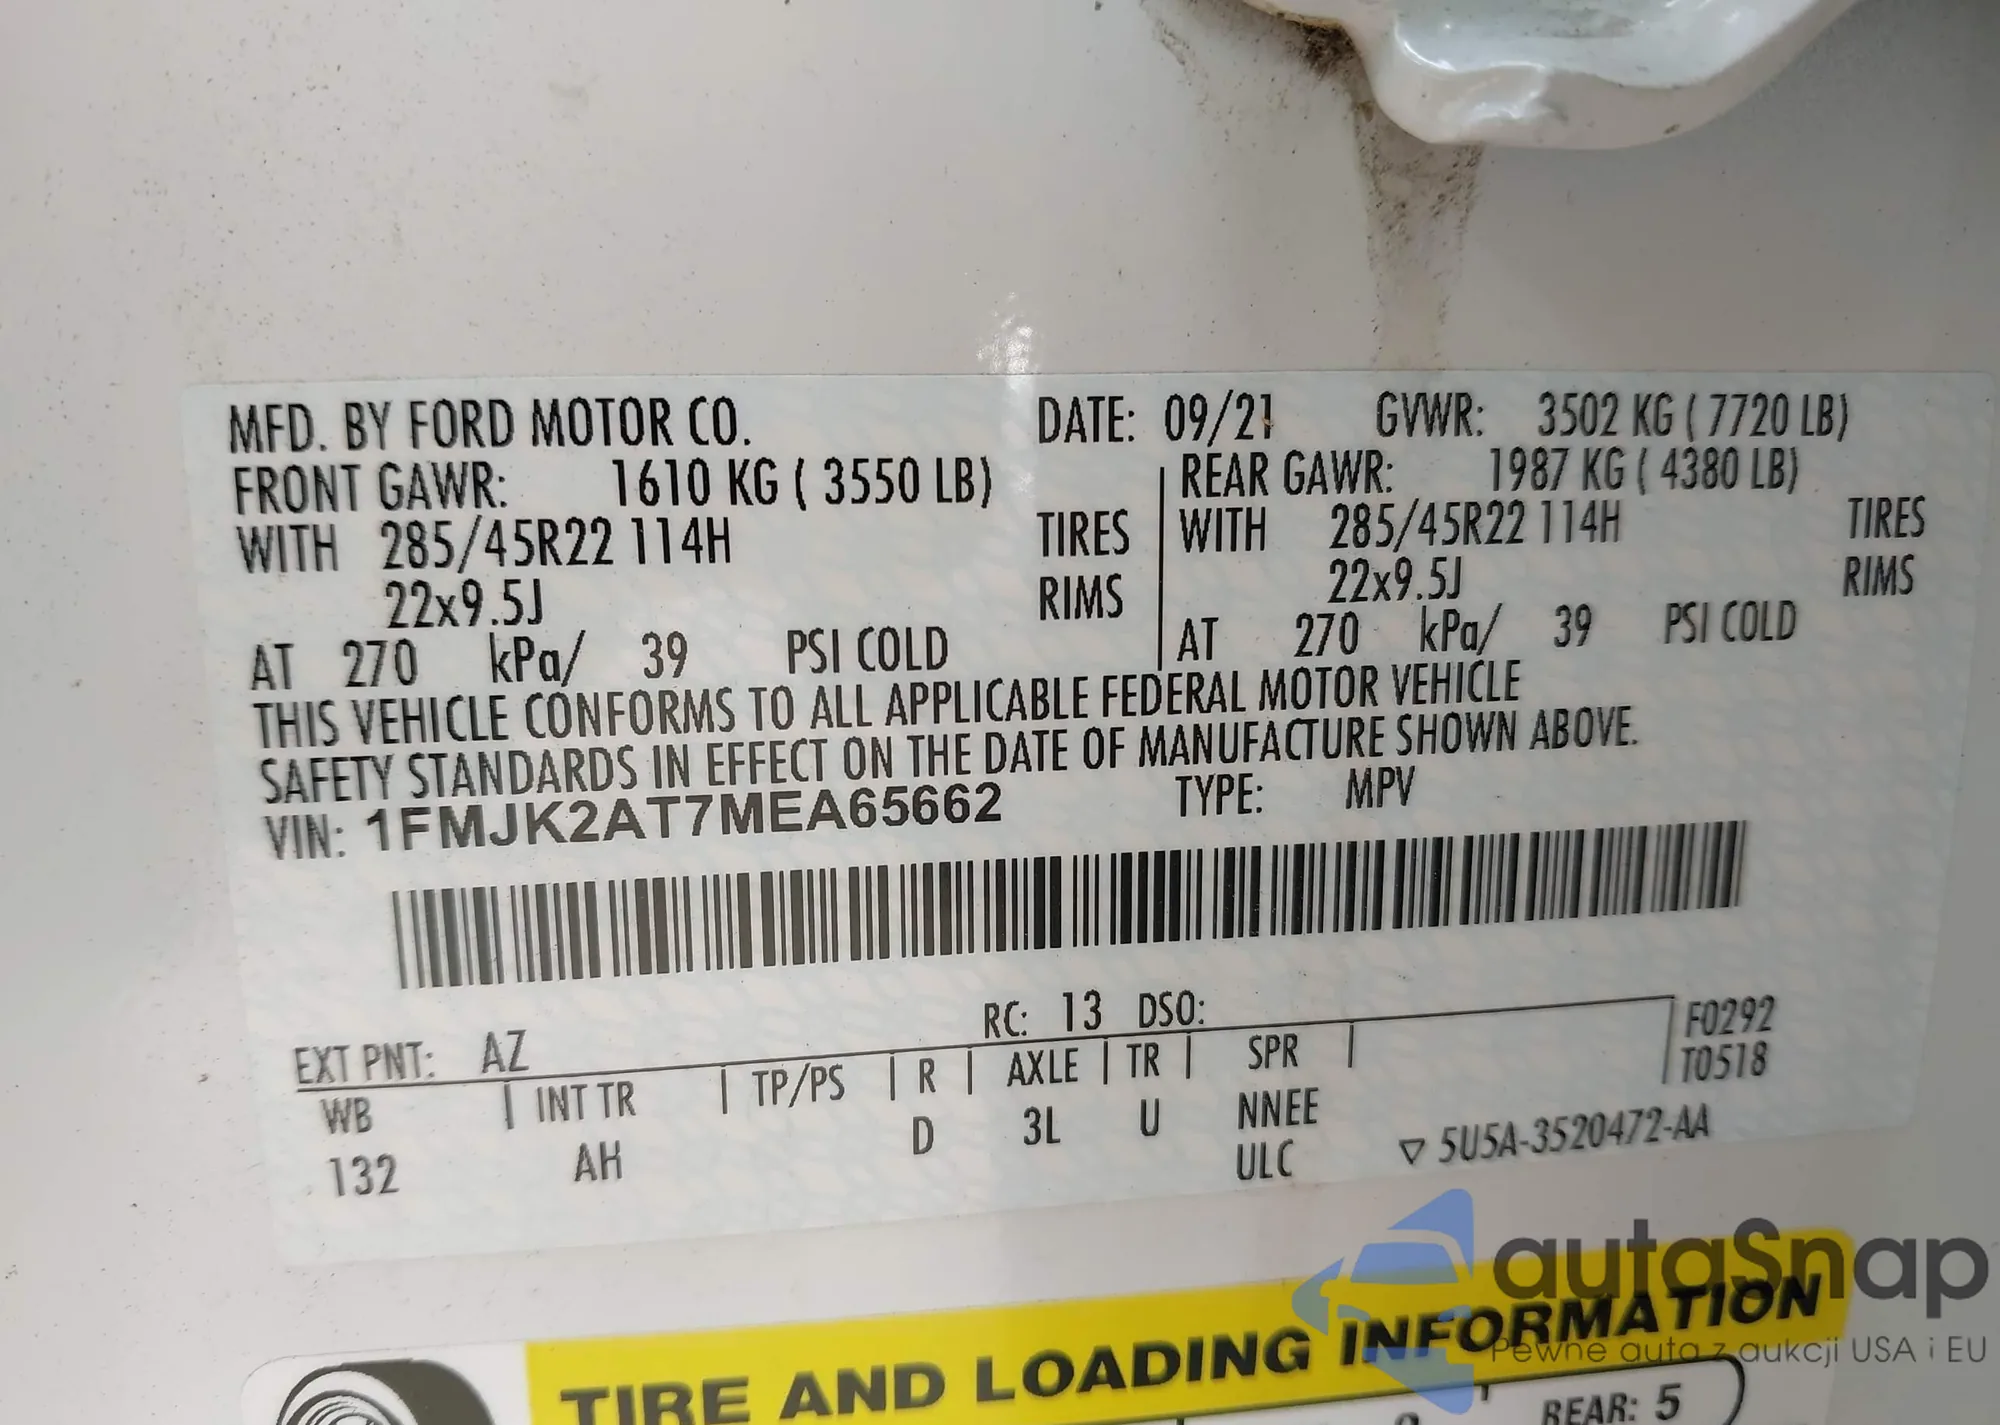 MFD. BY FORD MOTOR CO. DATE: 09/21 GVWR: 3502 KG ( 7720 LB)
FRONT GAWR: 1610 KG ( 3550 LB) REAR GAWR: 1987 KG ( 4380 LB)
WITH 285/45R22 114H TIRES WITH 285/45R22 114H TIRES
22x9.5J RIMS 22x9.5J RIMS
AT 270 kPa/ 39 PSI COLD AT 270 kPa/ 39 PSI COLD
THIS VEHICLE CONFORMS TO ALL APPLICABLE FEDERAL MOTOR VEHICLE
SAFETY STANDARDS IN EFFECT ON THE DATE OF MANUFACTURE SHOWN ABOVE.
VIN: 1FMJK2AT7MEA65662 TYPE: MPV
EXT PNT: AZ RC: 13 DSO: F0292
WB INT TR TP/PS R AXLE TR SPR T0518
132 AH D 3L U NNEE
ULC ▽ 5U5A-3520472-AA
autaSnap
Pewne auta z aukcji USA i EU
TIRE AND LOADING INFORMATION
REAR: 5